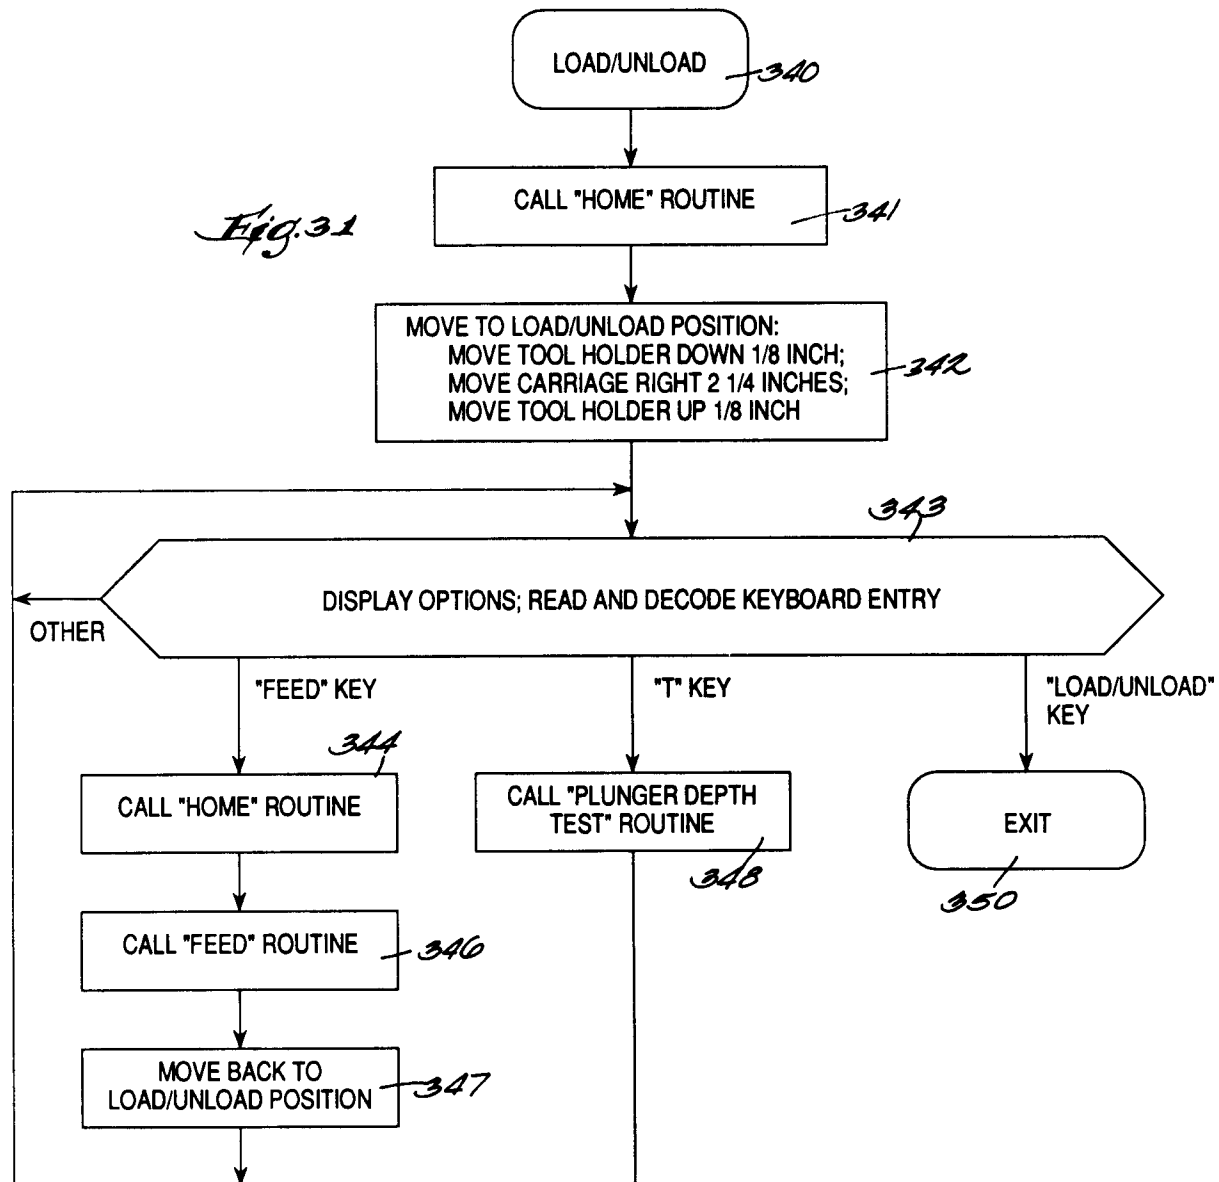 LOAD/UNLOAD
340
CALL "HOME" ROUTINE
341
Fig. 31
MOVE TO LOAD/UNLOAD POSITION:
MOVE TOOL HOLDER DOWN 1/8 INCH;
MOVE CARRIAGE RIGHT 2 1/4 INCHES;
MOVE TOOL HOLDER UP 1/8 INCH
342
343
DISPLAY OPTIONS; READ AND DECODE KEYBOARD ENTRY
OTHER
"FEED" KEY
"T" KEY
"LOAD/UNLOAD"
KEY
344
CALL "HOME" ROUTINE
CALL "PLUNGER DEPTH
TEST" ROUTINE
348
EXIT
350
CALL "FEED" ROUTINE
346
MOVE BACK TO
LOAD/UNLOAD POSITION
347